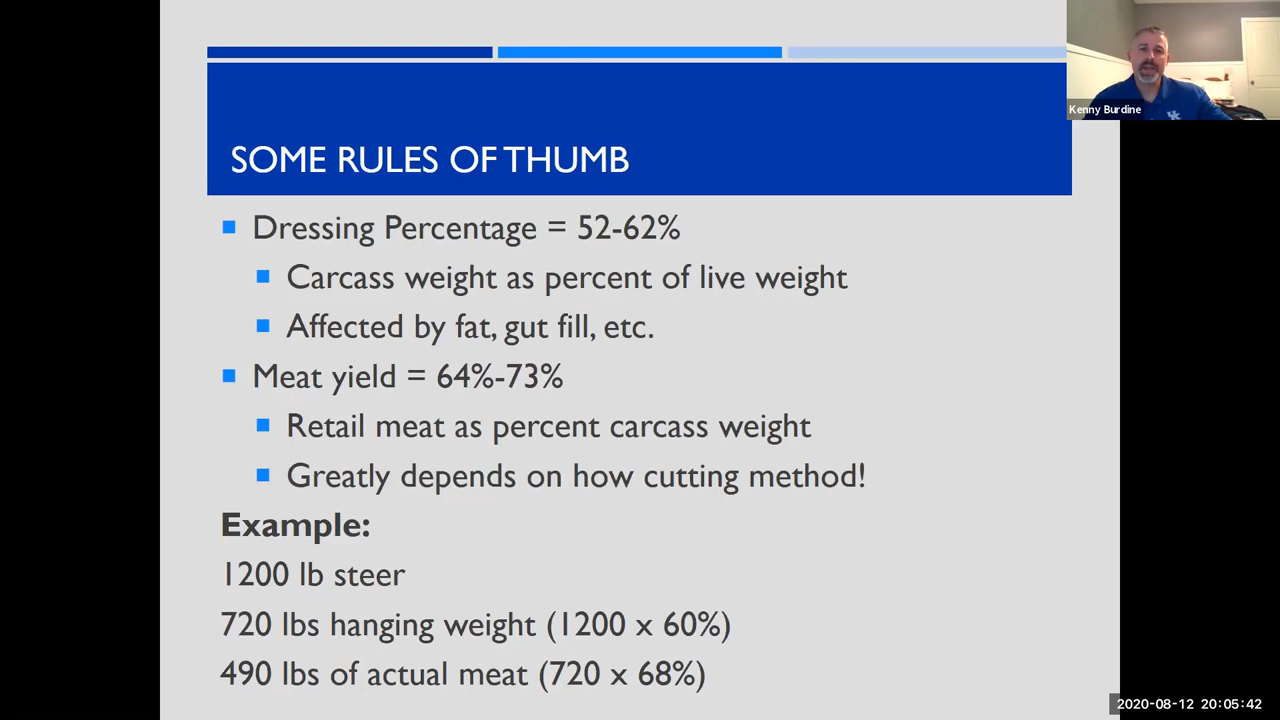 Kenny Burdine
SOME RULES OF THUMB
Dressing Percentage = 52-62%
Carcass weight as percent of live weight
Affected by fat, gut fill, etc.
Meat yield = 64%-73%
Retail meat as percent carcass weight
Greatly depends on how cutting method!
Example:
1200 lb steer
720 lbs hanging weight (1200 x 60%)
490 lbs of actual meat (720 x 68%)
2020-08-12 20:05:42